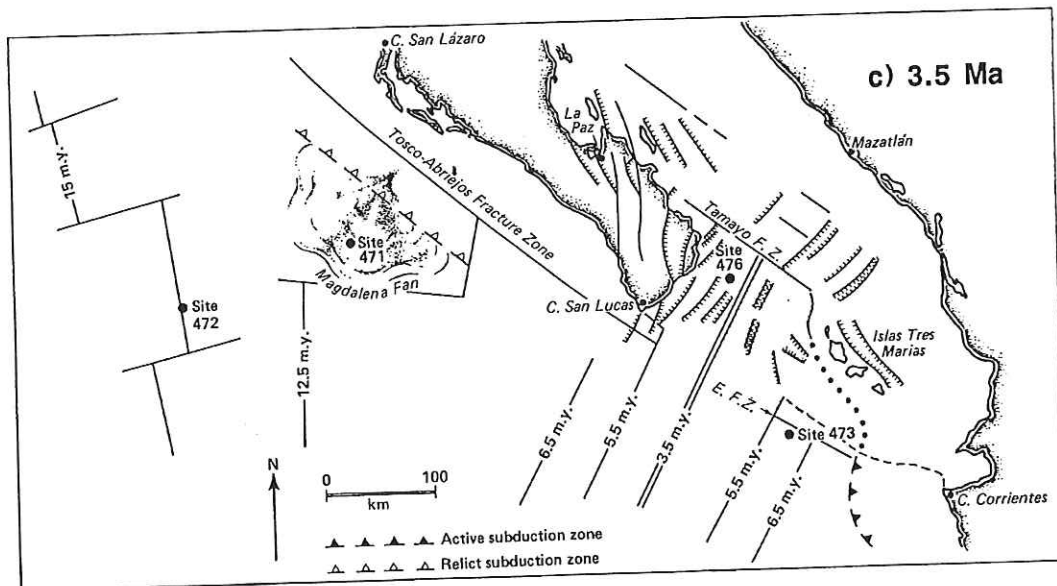 C. San Lázaro
c) 3.5 Ma
La
Paz
Mazatlán
Tosco-Abriejos Fracture Zone
15 m.y.
Tamayo F. Z.
Site
471
Site
476
Magdalena Fan
C. San Lucas
Site
472
Islas Tres
Marias
12.5 m.y.
6.5 m.y.
5.5 m.y.
3.5 m.y.
E. F.Z.
Site 473
5.5 m.y.
6.5 m.y.
N
0 100
km
C. Corrientes
Active subduction zone
Relict subduction zone